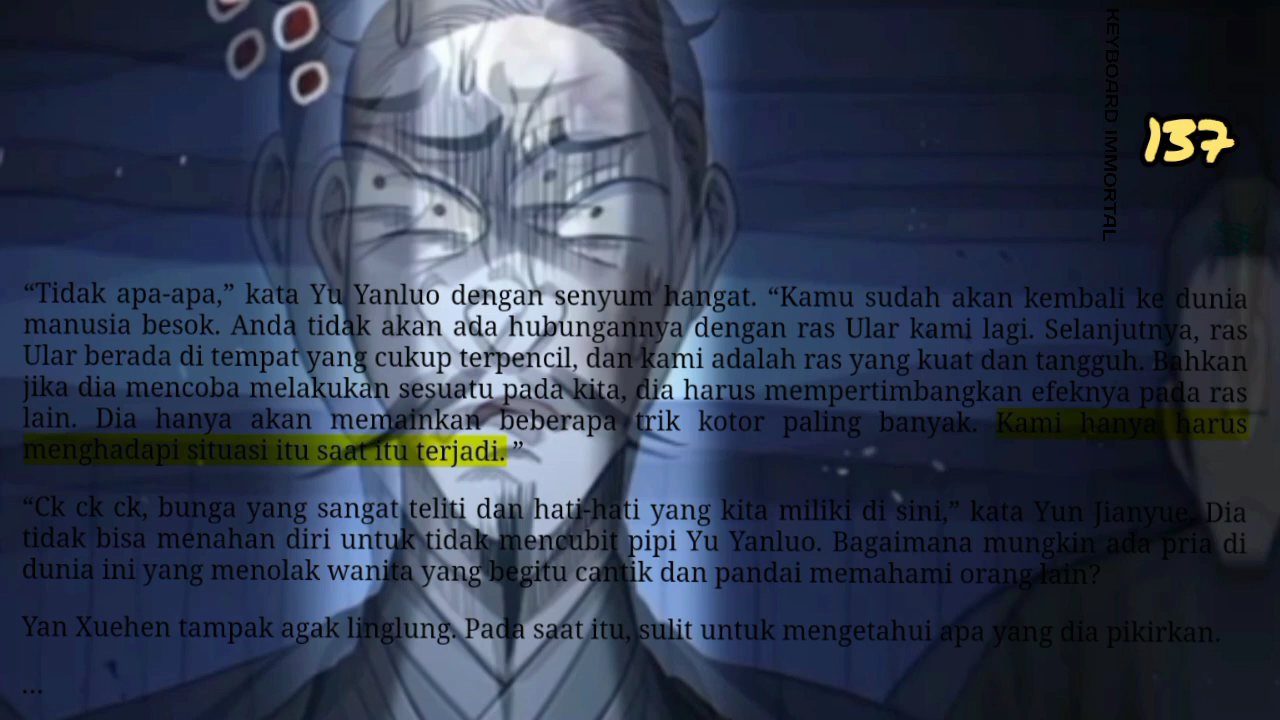 KEYBOARD IMMORTAL
137
“Tidak apa-apa,” kata Yu Yanluo dengan senyum hangat. “Kamu sudah akan kembali ke dunia
manusia besok. Anda tidak akan ada hubungannya dengan ras Ular kami lagi. Selanjutnya, ras
Ular berada di tempat yang cukup terpencil, dan kami adalah ras yang kuat dan tangguh. Bahkan
jika dia mencoba melakukan sesuatu pada kita, dia harus mempertimbangkan efeknya pada ras
lain. Dia hanya akan memainkan beberapa trik kotor paling banyak. Kami hanya harus
menghadapi situasi itu saat itu terjadi. ”
“Ck ck ck, bunga yang sangat teliti dan hati-hati yang kita miliki di sini,” kata Yun Jianyue. Dia
tidak bisa menahan diri untuk tidak mencubit pipi Yu Yanluo. Bagaimana mungkin ada pria di
dunia ini yang menolak wanita yang begitu cantik dan pandai memahami orang lain?
Yan Xuehen tampak agak linglung. Pada saat itu, sulit untuk mengetahui apa yang dia pikirkan.
...